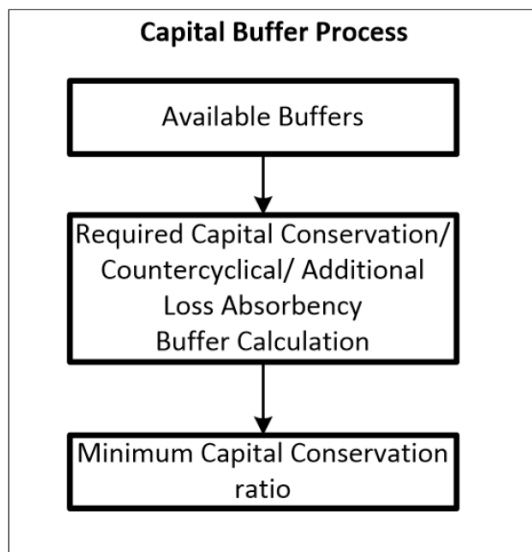 Capital Buffer Process
Available Buffers
Required Capital Conservation/
Countercyclical/ Additional
Loss Absorbency
Buffer Calculation
Minimum Capital Conservation
ratio